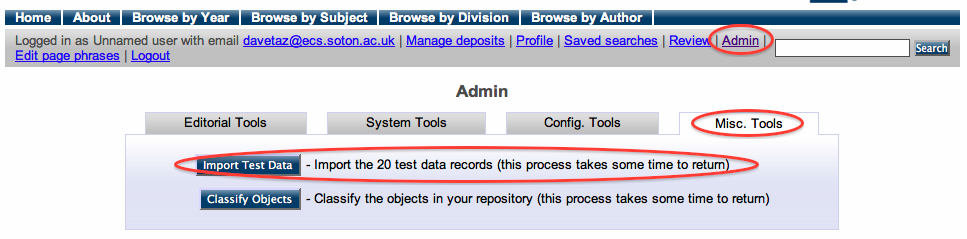 Home | About | Browse by Year | Browse by Subject | Browse by Division | Browse by Author
Logged in as Unnamed user with email davetaz@ecs.soton.ac.uk | Manage deposits | Profile | Saved searches | Review | Admin |
Search
Edit page phrases | Logout
Admin
Editorial Tools System Tools Config. Tools Misc. Tools
Import Test Data - Import the 20 test data records (this process takes some time to return)
Classify Objects - Classify the objects in your repository (this process takes some time to return)